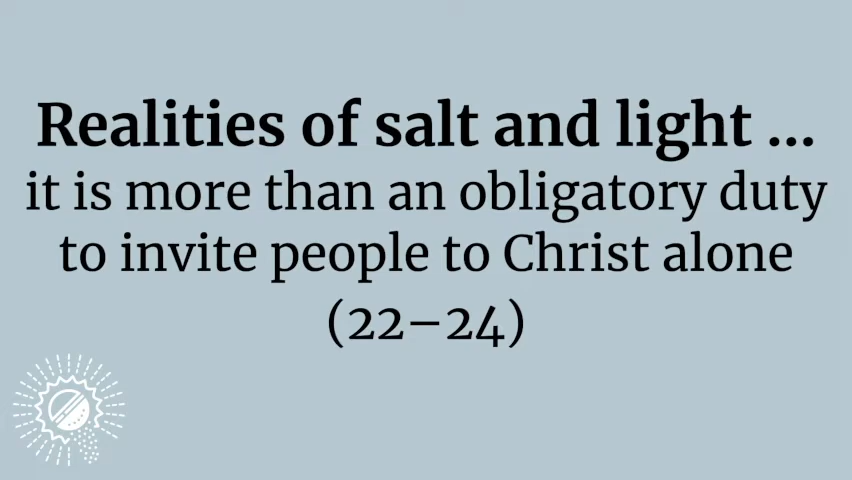 Realities of salt and light ...
it is more than an obligatory duty
to invite people to Christ alone
(22–24)